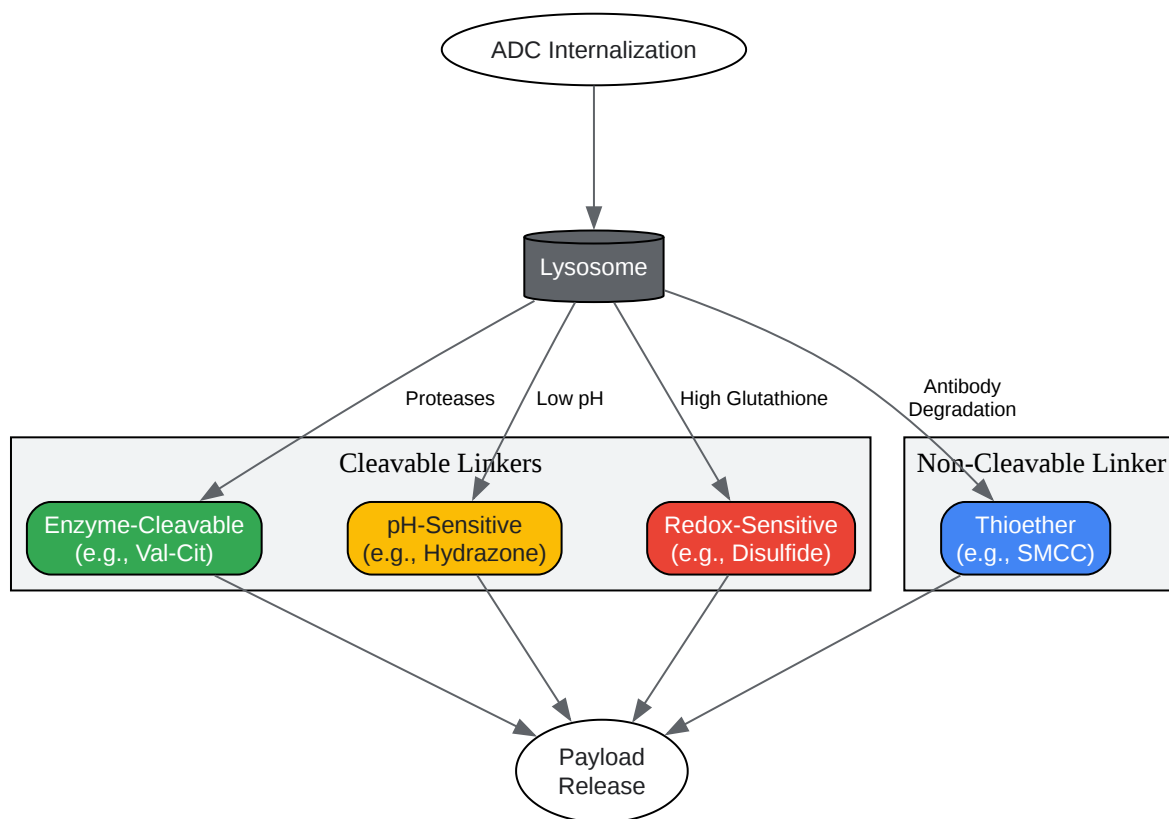 ADC Internalization
Lysosome
Proteases
Low pH
High Glutathione
Antibody
Degradation
Cleavable Linkers
Non-Cleavable Linker
Enzyme-Cleavable
(e.g., Val-Cit)
pH-Sensitive
(e.g., Hydrazone)
Redox-Sensitive
(e.g., Disulfide)
Thioether
(e.g., SMCC)
Payload
Release